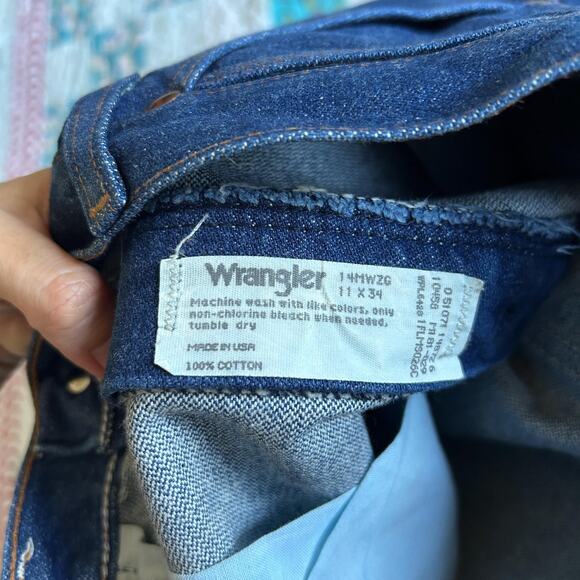 Wrangler
14MWZG
11 X 34
Machine wash with like colors, only
non-chlorine bleach when needed,
tumble dry
MADE IN USA
100% COTTON
WPL6428